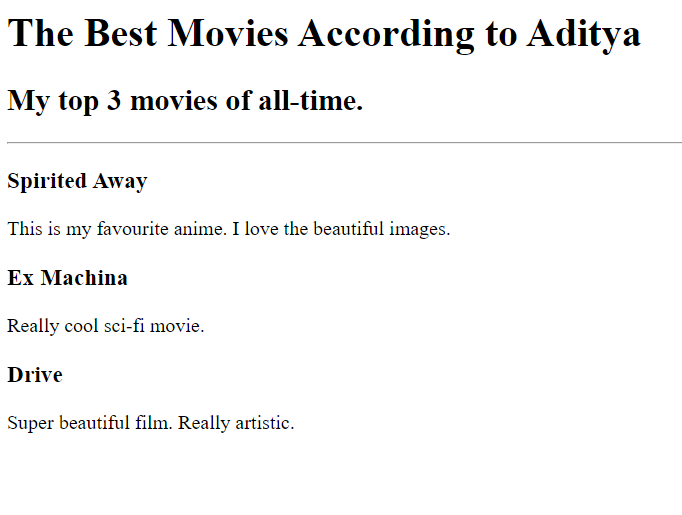 The Best Movies According to Aditya
My top 3 movies of all-time.
Spirited Away
This is my favourite anime. I love the beautiful images.
Ex Machina
Really cool sci-fi movie.
Drive
Super beautiful film. Really artistic.